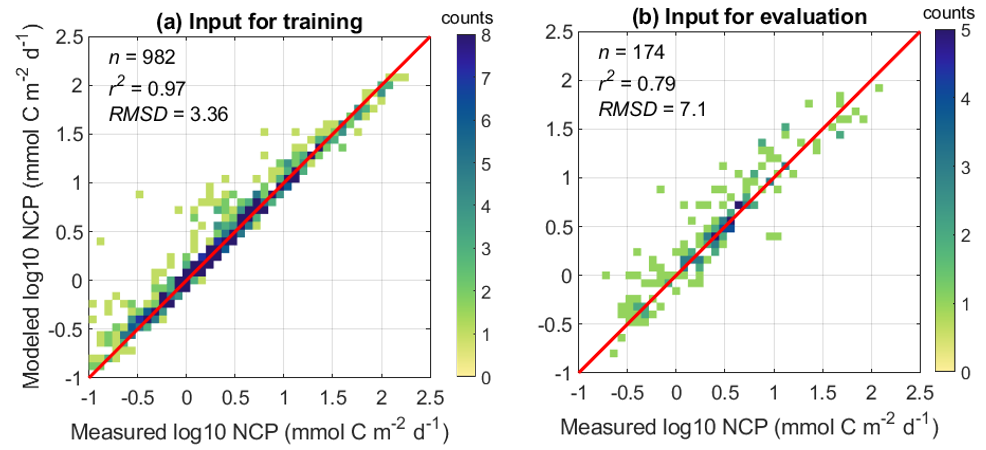 (a) Input for training
counts
n = 982
r² = 0.97
RMSD = 3.36
2.5
2
1.5
1
0.5
0
-0.5
-1
-1 -0.5 0 0.5 1 1.5 2 2.5
Modeled log10 NCP (mmol C m⁻² d⁻¹)
Measured log10 NCP (mmol C m⁻² d⁻¹)
8
7
6
5
4
3
2
1
0
(b) Input for evaluation
counts
n = 174
r² = 0.79
RMSD = 7.1
2.5
2
1.5
1
0.5
0
-0.5
-1
-1 -0.5 0 0.5 1 1.5 2 2.5
Measured log10 NCP (mmol C m⁻² d⁻¹)
5
4
3
2
1
0